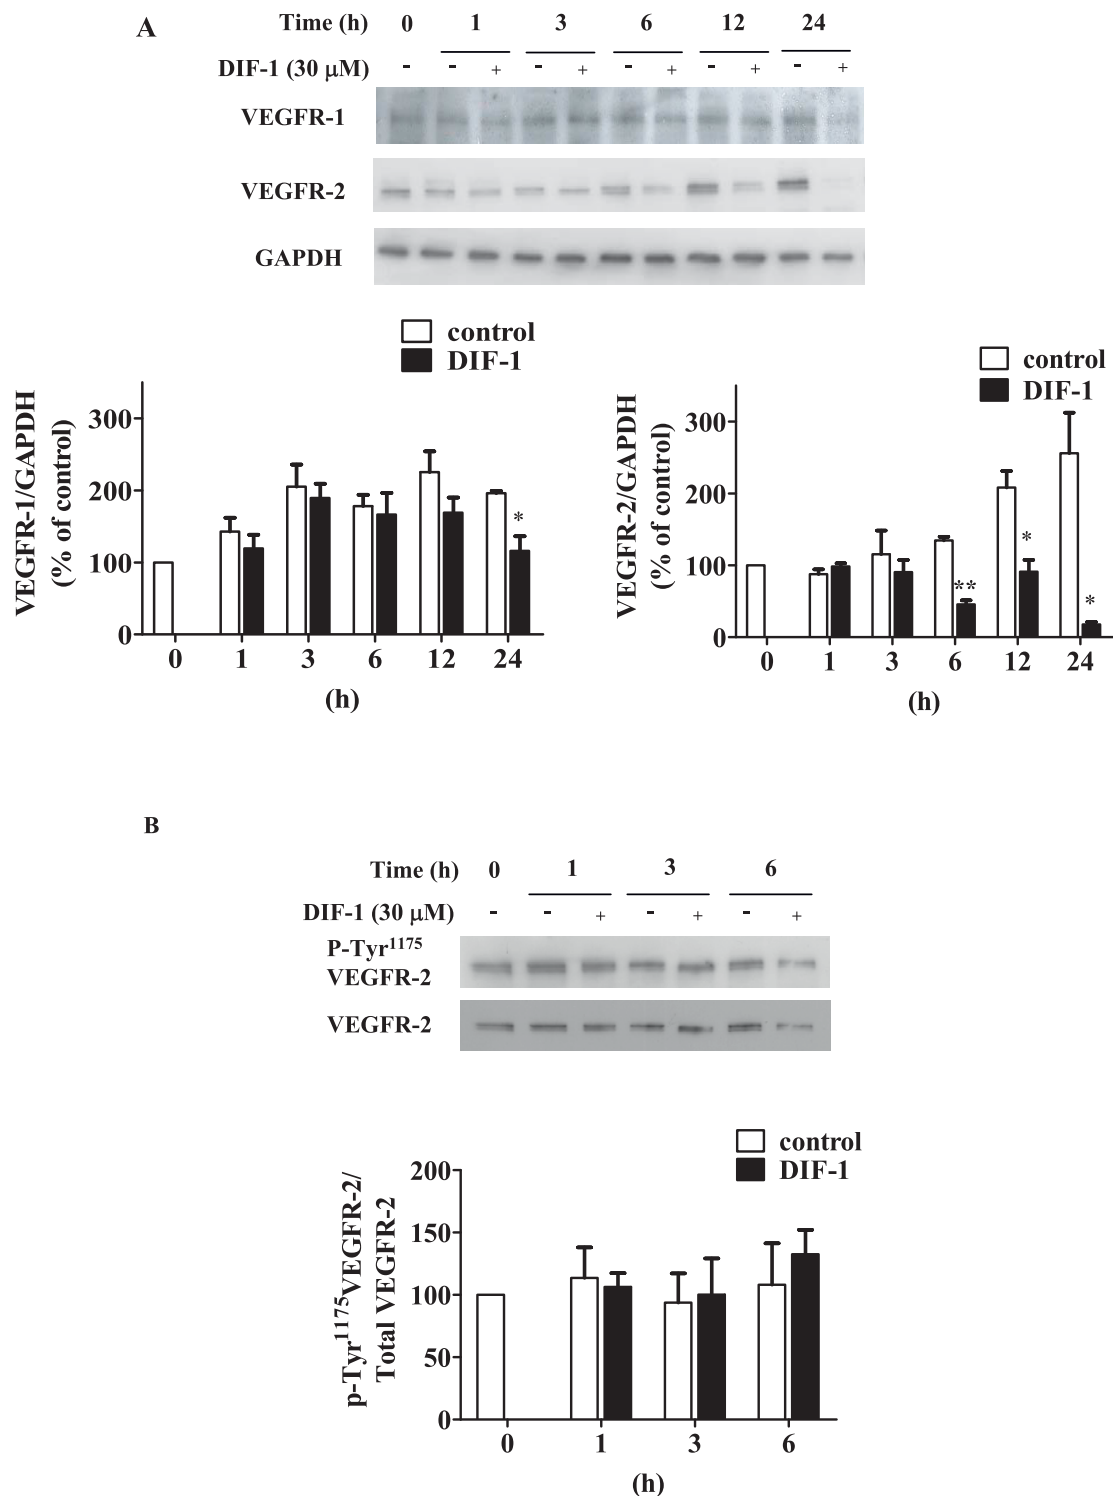 A
Time (h) 0 1 3 6 12 24
DIF-1 (30 μM) - - + - + - + - + - +
VEGFR-1
VEGFR-2
GAPDH
control
DIF-1
VEGFR-1/GAPDH
(% of control)
300
200
100
0
0 1 3 6 12 24
(h)
*
control
DIF-1
VEGFR-2/GAPDH
(% of control)
300
200
100
0
0 1 3 6 12 24
(h)
**
*
*
B
Time (h) 0 1 3 6
DIF-1 (30 μM) - - + - + - +
P-Tyr¹¹⁷⁵
VEGFR-2
VEGFR-2
control
DIF-1
p-Tyr¹¹⁷⁵VEGFR-2/
Total VEGFR-2
200
150
100
50
0
0 1 3 6
(h)